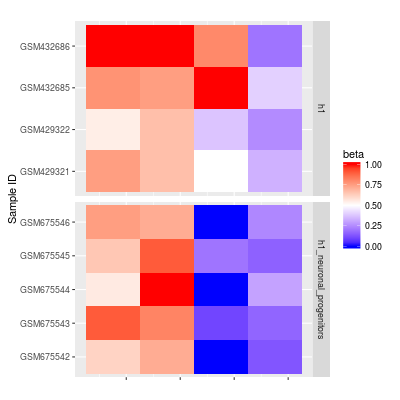 GSM432686
GSM432685
GSM429322
GSM429321
h1
GSM675546
GSM675545
GSM675544
GSM675543
GSM675542
h1_neuronal_progenitors
Sample ID
beta
1.00
0.75
0.50
0.25
0.00